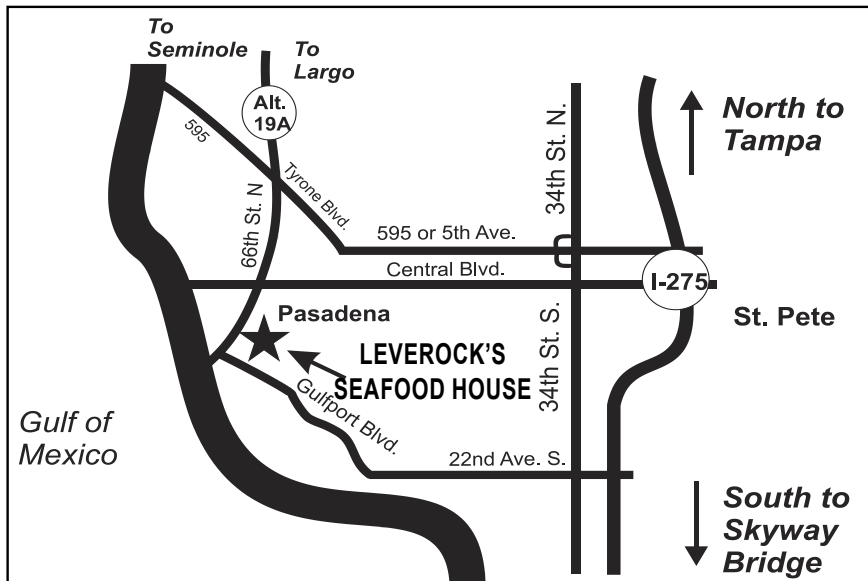 To
Seminole
To
Largo
Alt.
19A
North to
Tampa
595
Tyrone Blvd.
66th St. N
34th St. N.
595 or 5th Ave.
Central Blvd.
I-275
St. Pete
Pasadena
LEVEROCK'S
SEAFOOD HOUSE
34th St. S.
Gulfport Blvd.
Gulf of
Mexico
22nd Ave. S.
South to
Skyway
Bridge